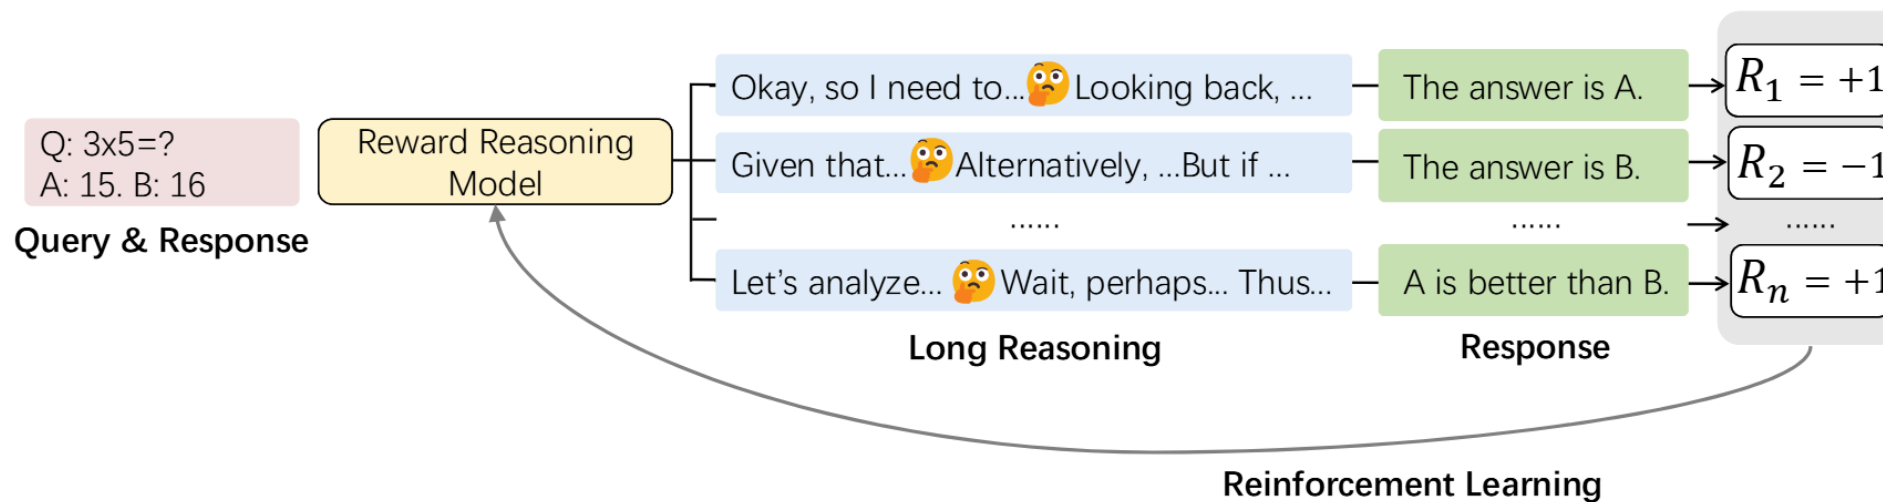 Q: 3x5=?
A: 15. B: 16
Query & Response
Reward Reasoning
Model
Okay, so I need to... Looking back, ...
Given that... Alternatively, ...But if ...
......
Let's analyze... Wait, perhaps... Thus...
Long Reasoning
The answer is A.
The answer is B.
......
A is better than B.
Response
R₁ = +1
R₂ = −1
......
Rₙ = +1
Reinforcement Learning